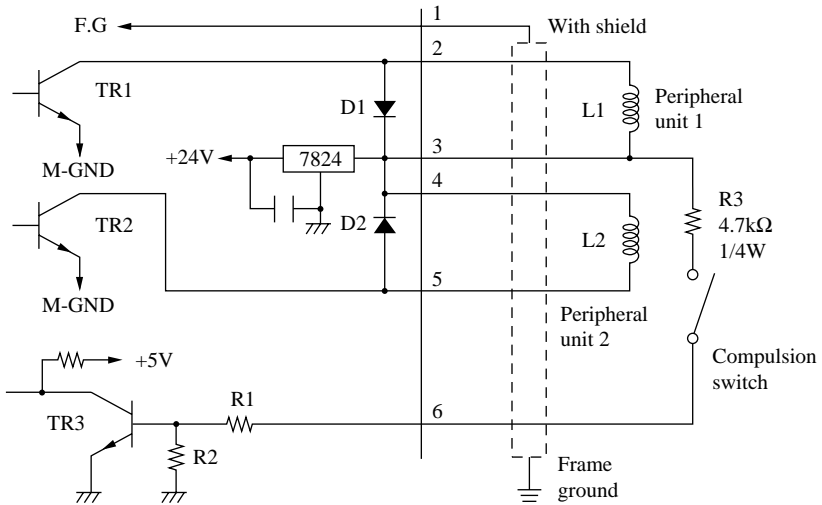 1
F.G
With shield
2
TR1
D1
L1
Peripheral
unit 1
M-GND
+24V
7824
3
4
TR2
D2
L2
R3
4.7kΩ
1/4W
M-GND
5
Peripheral
unit 2
+5V
Compulsion
switch
TR3
R1
6
R2
Frame
ground